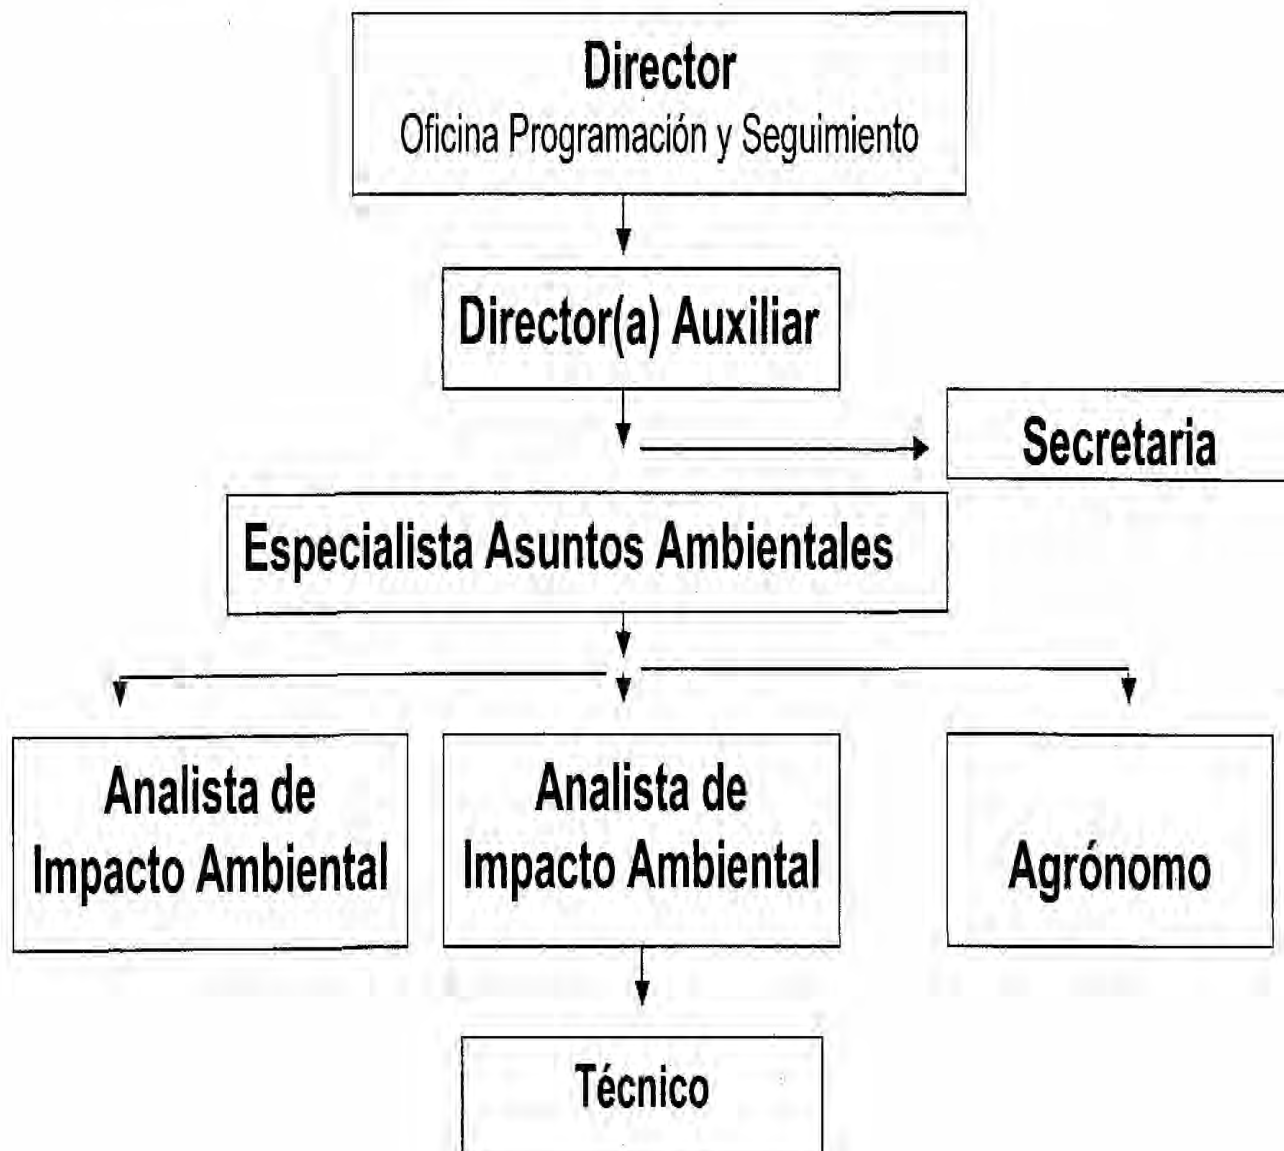 Director
Oficina Programación y Seguimiento
Director(a) Auxiliar
Secretaria
Especialista Asuntos Ambientales
Analista de
Impacto Ambiental
Analista de
Impacto Ambiental
Agrónomo
Técnico